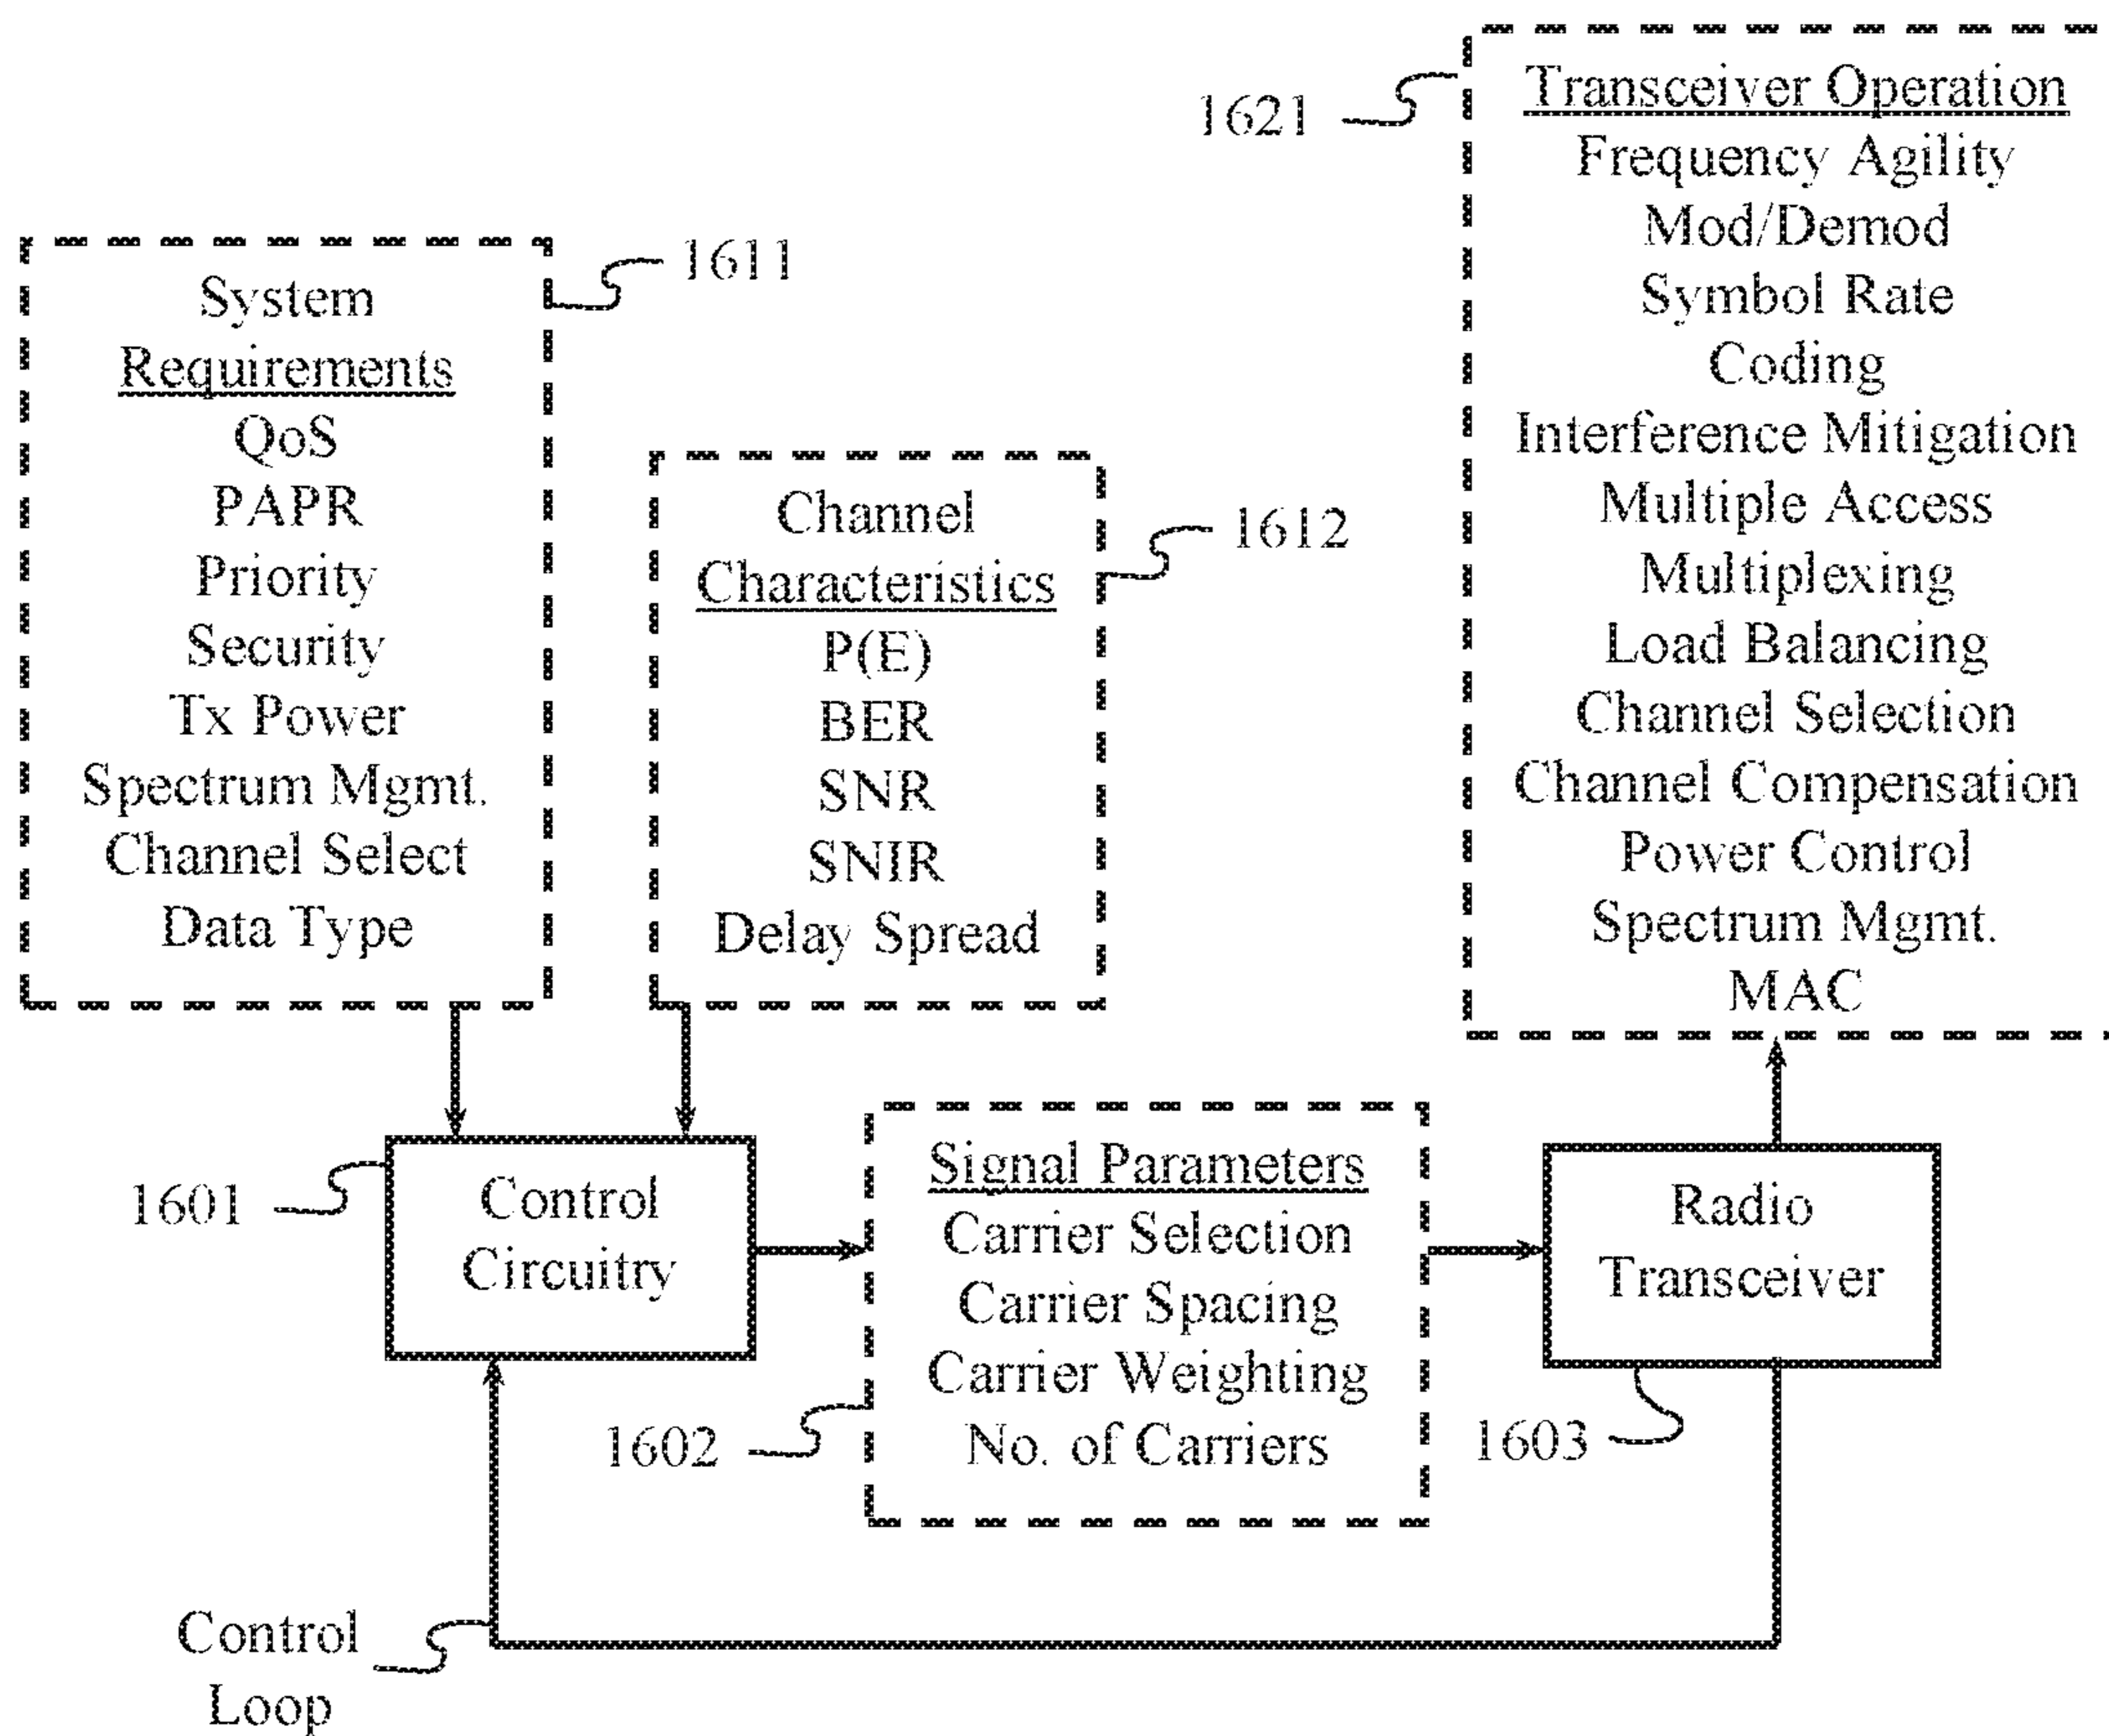 1621
Transceiver Operation
Frequency Agility
Mod/Demod
Symbol Rate
Coding
Interference Mitigation
Multiple Access
Multiplexing
Load Balancing
Channel Selection
Channel Compensation
Power Control
Spectrum Mgmt.
MAC
1611
System
Requirements
QoS
PAPR
Priority
Security
Tx Power
Spectrum Mgmt.
Channel Select
Data Type
1612
Channel
Characteristics
P(E)
BER
SNR
SNIR
Delay Spread
1601
Control
Circuitry
1602
Signal Parameters
Carrier Selection
Carrier Spacing
Carrier Weighting
No. of Carriers
Radio
Transceiver
1603
Control
Loop